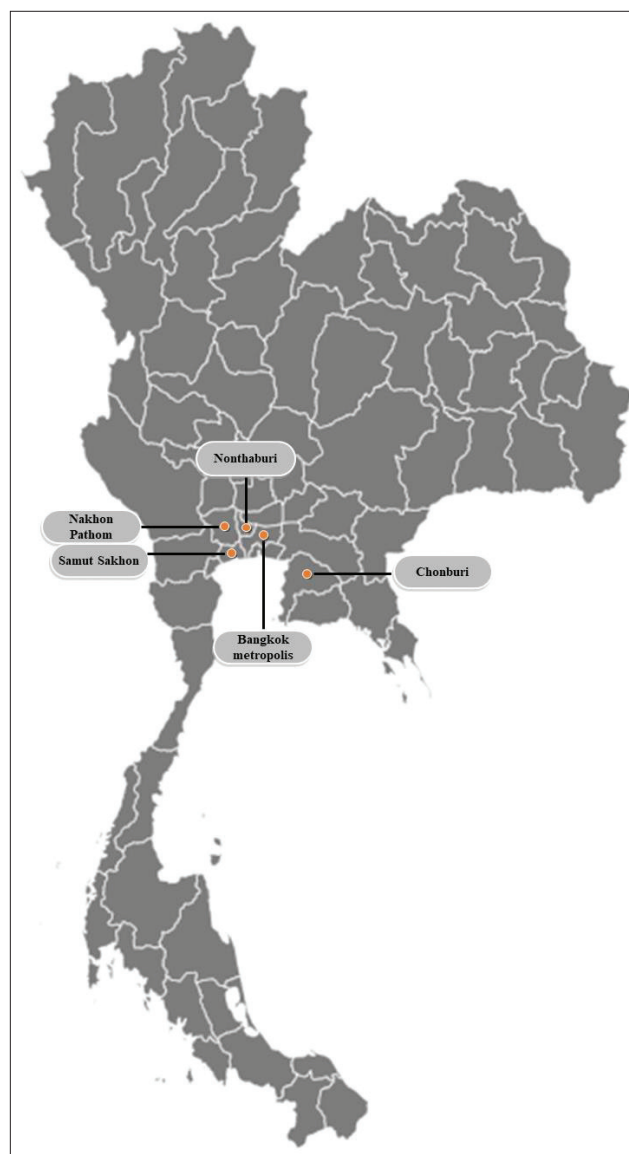 Nonthaburi
Nakhon
Pathom
Samut Sakhon
Chonburi
Bangkok
metropolis